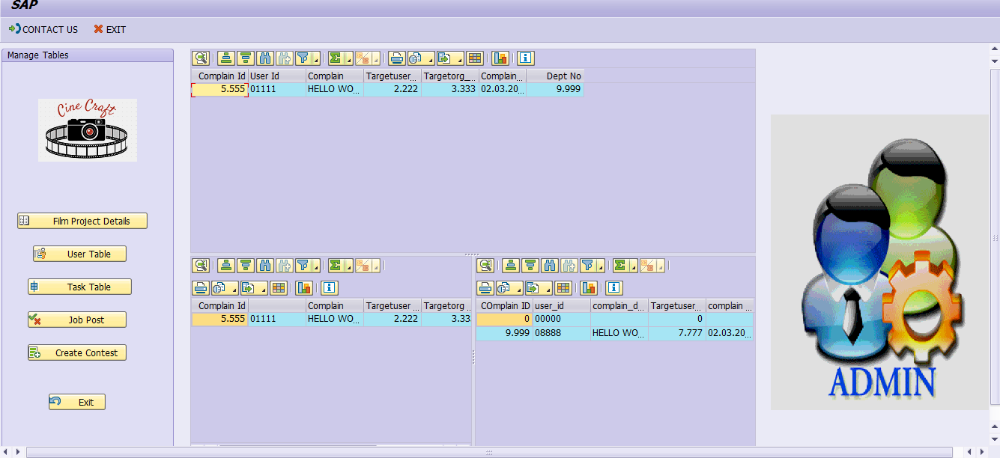 SAP
CONTACT US EXIT
Manage Tables
Cine Craft
Film Project Details
User Table
Task Table
Job Post
Create Contest
Exit
Complain Id User Id Complain Targetuser... Targetorg_... Complain... Dept No
5.555 01111 HELLO WO... 2.222 3.333 02.03.20... 9.999
Complain Id Complain Targetuser ... Targetorg ..
5.555 01111 HELLO WO... 2.222 3.33
COmplain ID user_id complain_d... Targetuser... complain ...
0 00000 0
9.999 08888 HELLO WO... 7.777 02.03.20...
ADMIN